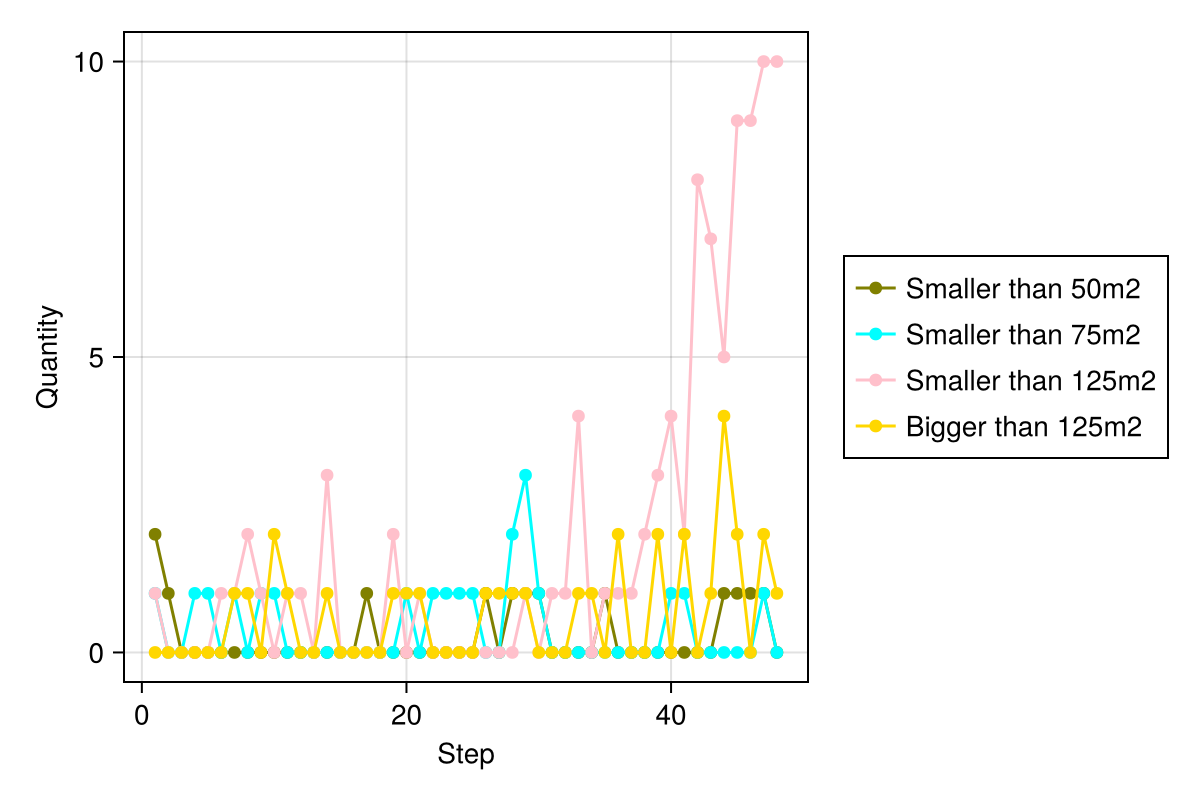 10
5
0
Quantity
0
20
40
Step
Smaller than 50m2
Smaller than 75m2
Smaller than 125m2
Bigger than 125m2